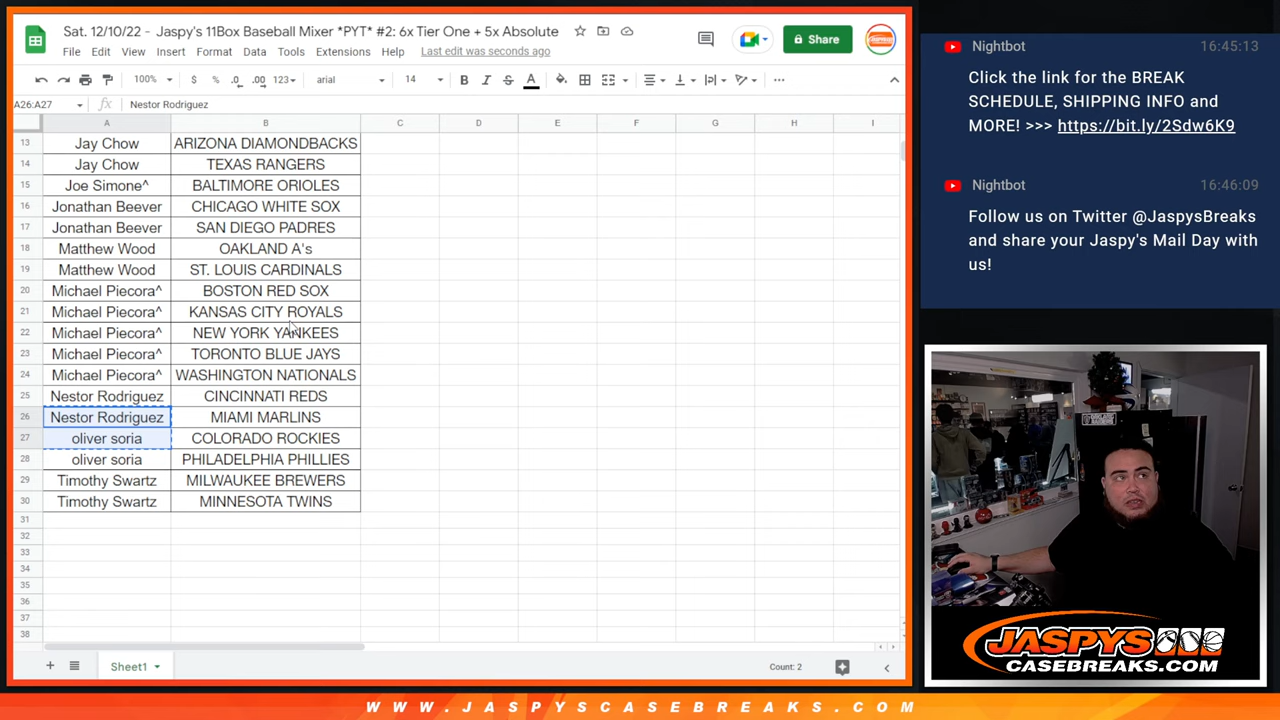 Sat. 12/10/22 - Jaspy's 11Box Baseball Mixer *PYT* #2: 6x Tier One + 5x Absolute
File Edit View Insert Format Data Tools Extensions Help Last edit was seconds ago
Share
100% $ % .0 .00 123 arial 14 B I S A
A26:A27 fx Nestor Rodriguez
A B C D E F G H I
13 Jay Chow ARIZONA DIAMONDBACKS
14 Jay Chow TEXAS RANGERS
15 Joe Simone^ BALTIMORE ORIOLES
16 Jonathan Beever CHICAGO WHITE SOX
17 Jonathan Beever SAN DIEGO PADRES
18 Matthew Wood OAKLAND A's
19 Matthew Wood ST. LOUIS CARDINALS
20 Michael Piecora^ BOSTON RED SOX
21 Michael Piecora^ KANSAS CITY ROYALS
22 Michael Piecora^ NEW YORK YANKEES
23 Michael Piecora^ TORONTO BLUE JAYS
24 Michael Piecora^ WASHINGTON NATIONALS
25 Nestor Rodriguez CINCINNATI REDS
26 Nestor Rodriguez MIAMI MARLINS
27 oliver soria COLORADO ROCKIES
28 oliver soria PHILADELPHIA PHILLIES
29 Timothy Swartz MILWAUKEE BREWERS
30 Timothy Swartz MINNESOTA TWINS
31
32
33
34
35
36
37
38
Sheet1
Count: 2
Nightbot 16:45:13
Click the link for the BREAK
SCHEDULE, SHIPPING INFO and
MORE! >>> https://bit.ly/2Sdw6K9
Nightbot 16:46:09
Follow us on Twitter @JaspysBreaks
and share your Jaspy's Mail Day with
us!
JASPYS
CASEBREAKS.COM
WWW.JASPYSCASEBREAKS.COM